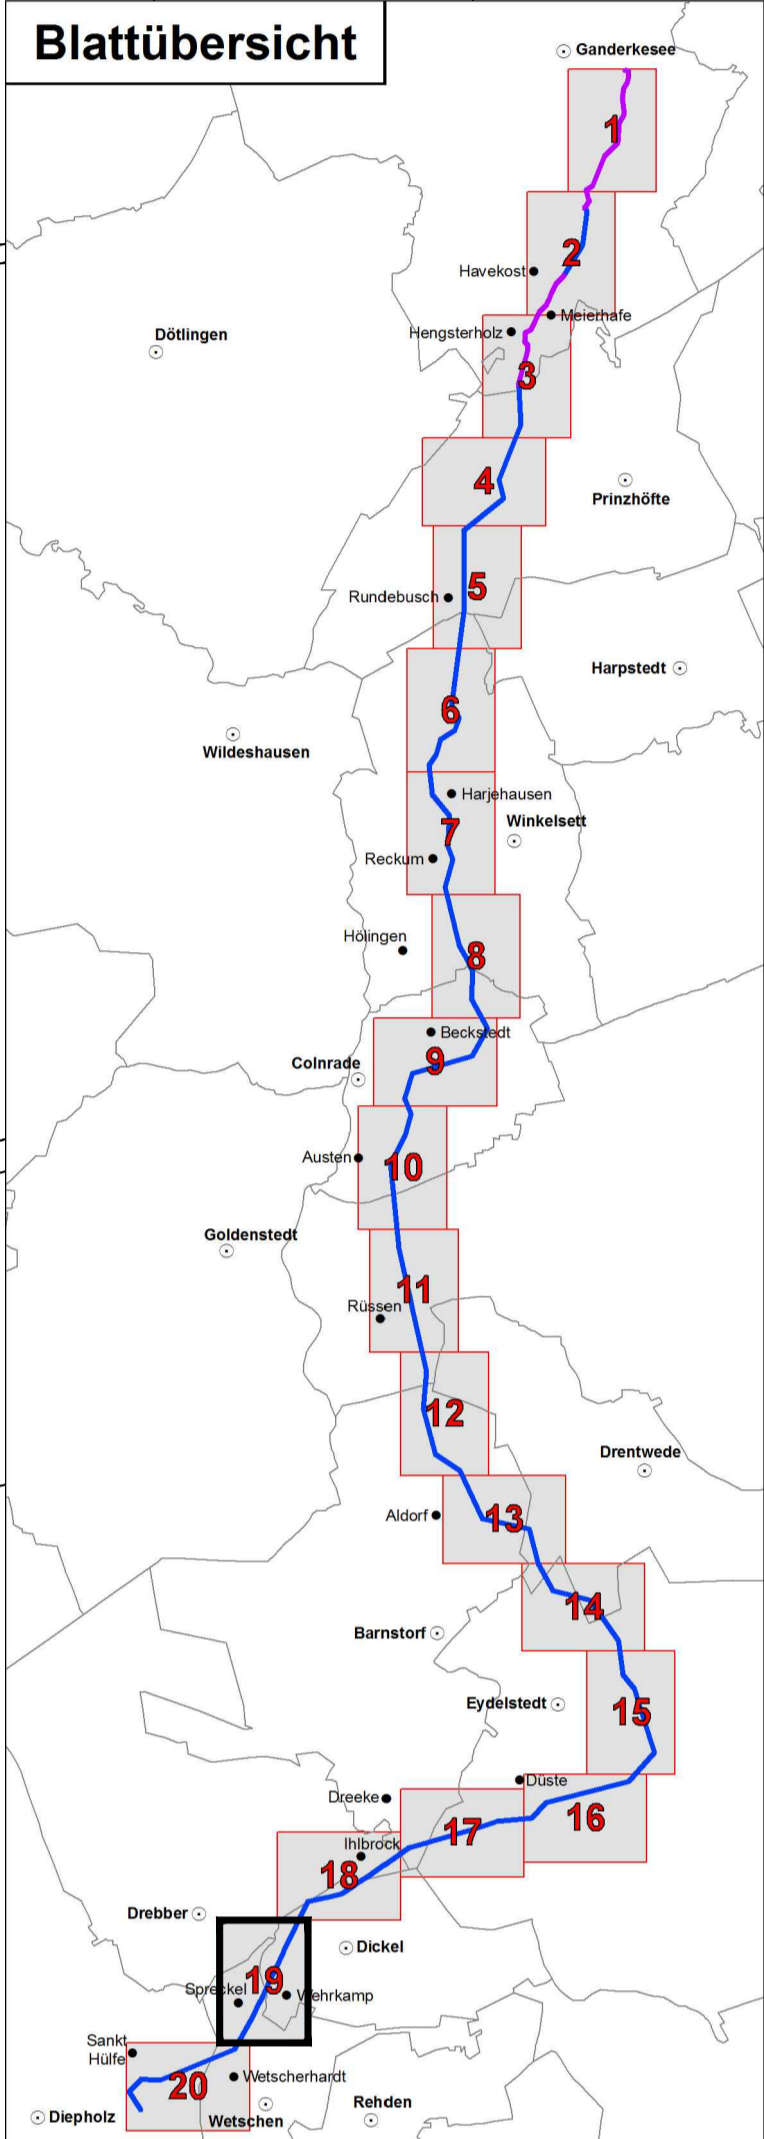 Blattübersicht
Ganderkesee
1
2
Havekost
Meierhafe
Hengsterholz
Dötlingen
3
4
Prinzhöfte
5
Rundebusch
Harpstedt
6
Wildeshausen
Harjehausen
Winkelsett
7
Reckum
Hölingen
8
Beckstedt
9
Colnrade
Austen
10
Goldenstedt
11
Rüssen
12
Drentwede
Aldorf
13
14
Barnstorf
Eydelstedt
15
Düste
Dreeke
16
17
Ihlbrock
18
Drebber
Dickel
19
Spreckel
Wehrkamp
Sankt
Hülfe
Wetscherhardt
20
Diepholz
Wetschen
Rehden